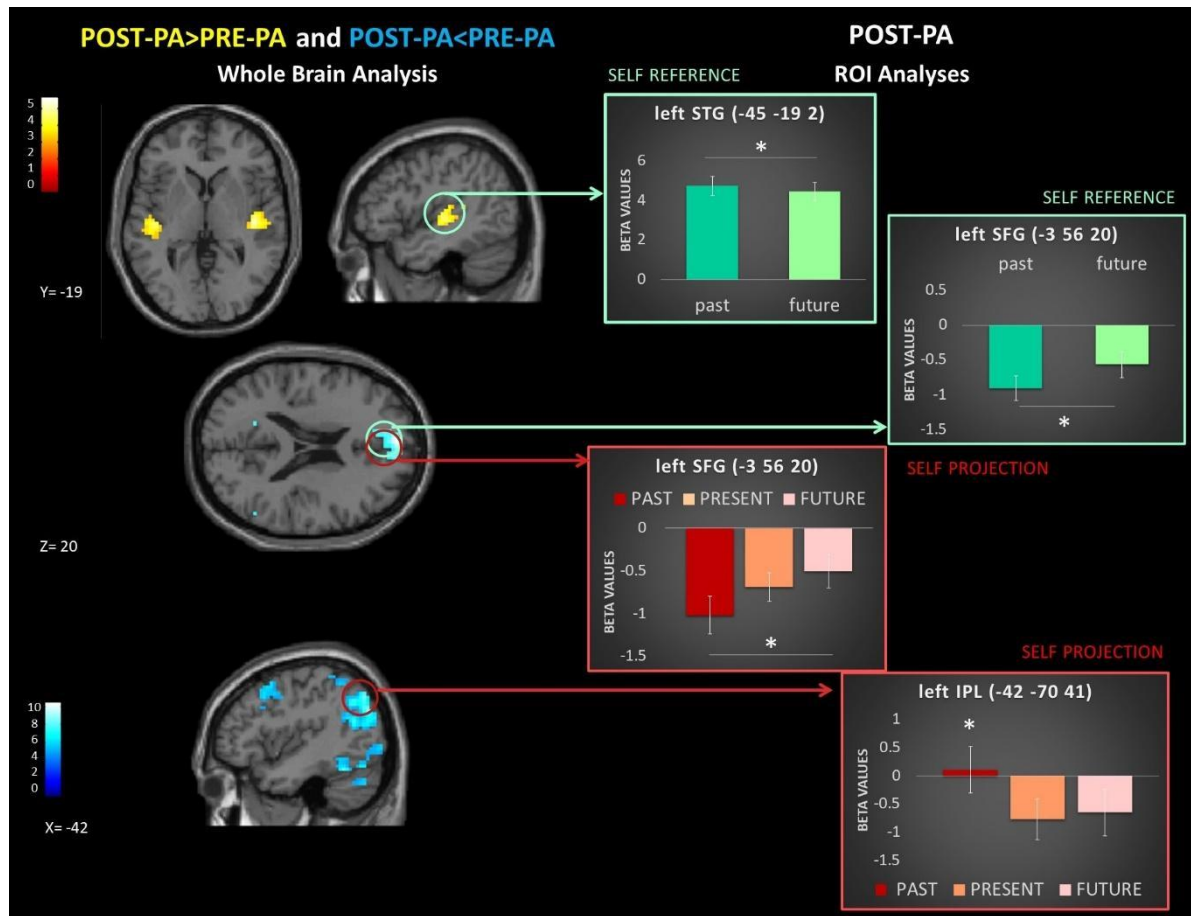 POST-PA>PRE-PA and POST-PA<PRE-PA
Whole Brain Analysis
POST-PA
ROI Analyses
5
4
3
2
1
0
Y= -19
SELF REFERENCE
left STG (-45 -19 2)
BETA VALUES
6
4
2
0
*
past future
SELF REFERENCE
left SFG (-3 56 20)
past future
BETA VALUES
0.5
0
-0.5
-1
-1.5
*
Z= 20
SELF PROJECTION
left SFG (-3 56 20)
PAST PRESENT FUTURE
BETA VALUES
0
-0.5
-1
-1.5
*
10
8
6
4
2
0
X= -42
SELF PROJECTION
left IPL (-42 -70 41)
BETA VALUES
1
0.5
0
-0.5
-1
-1.5
*
PAST PRESENT FUTURE